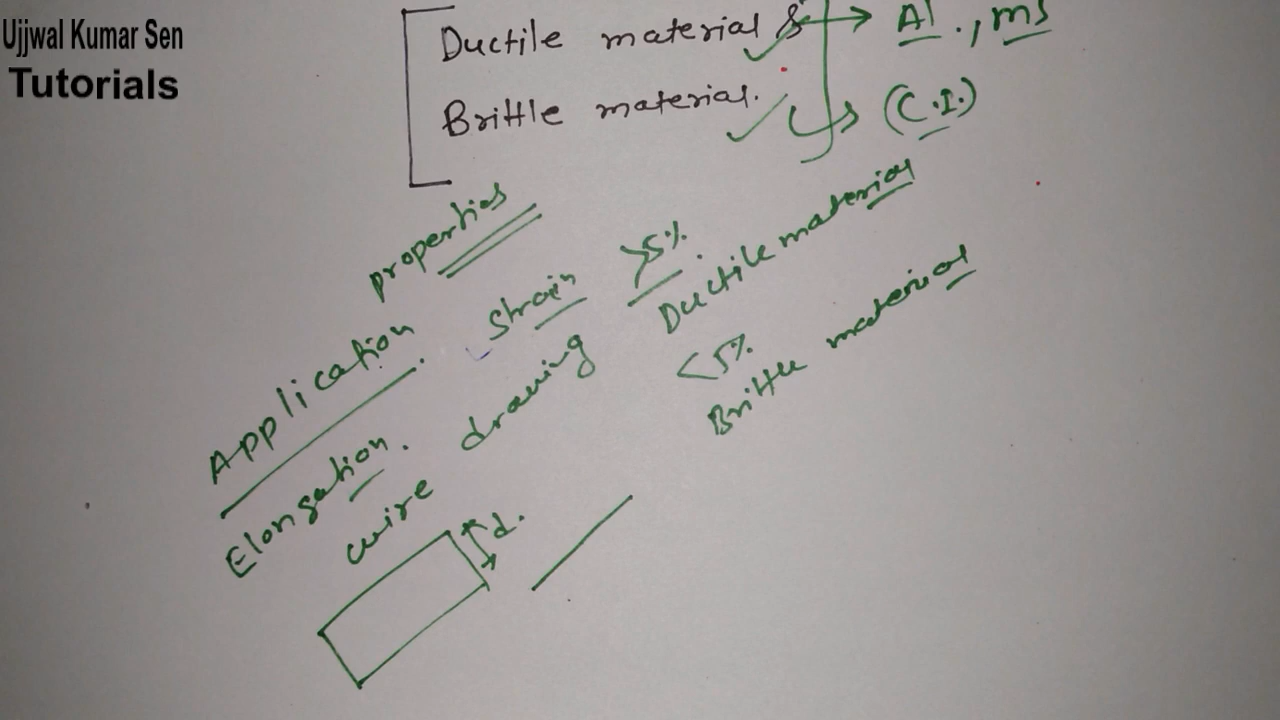 Ujjwal Kumar Sen
Tutorials
Ductile material & → Al., ms
Brittle material. → (C.I.)
properties
Application.
strain >5%.
Ductile material
Elongation.
wire drawing
<5%
Brittle material
d.